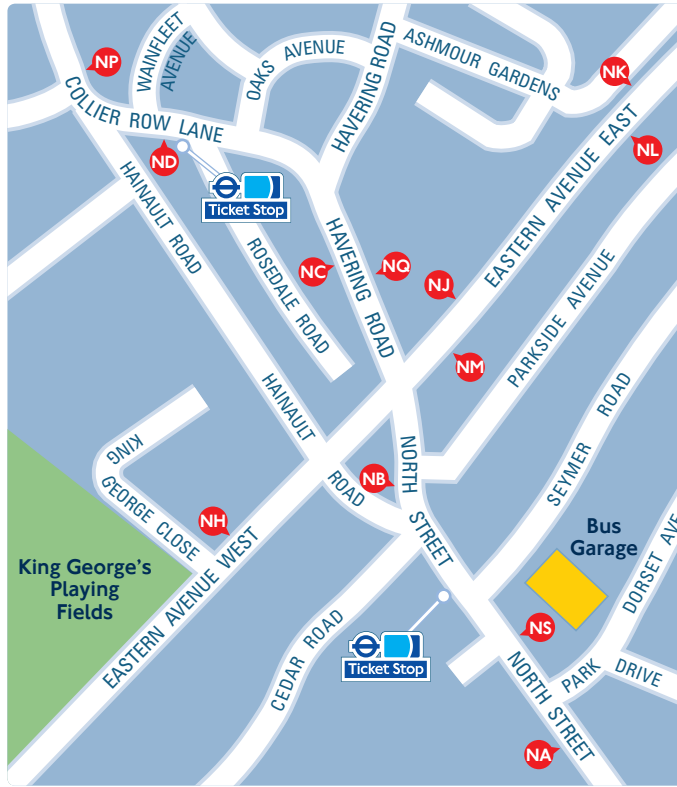 NP
WAINFLEET
AVENUE
OAKS AVENUE
HAVERING ROAD
ASHMOUR GARDENS
NK
COLLIER ROW LANE
NL
ND
Ticket Stop
HAINAULT ROAD
ROSEDALE ROAD
NC
HAVERING ROAD
NQ
NJ
EASTERN AVENUE EAST
PARKSIDE AVENUE
NM
HAINAULT
ROAD
KING
GEORGE CLOSE
NH
NB
NORTH
STREET
SEYMER ROAD
Bus
Garage
DORSET AVE
King George's
Playing
Fields
EASTERN AVENUE WEST
CEDAR ROAD
Ticket Stop
NS
NORTH STREET
PARK DRIVE
NA